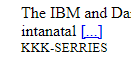 The IBM and Da
intanatal [...]
KKK-SERRIES